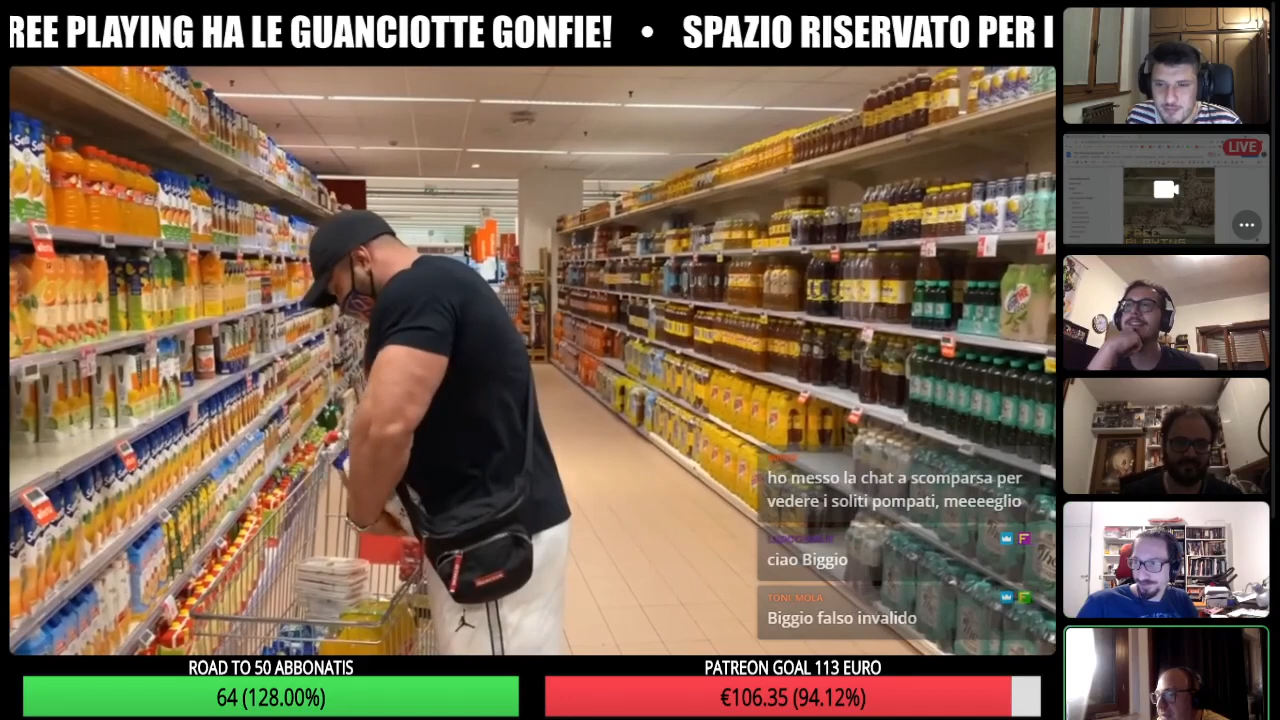 REE PLAYING HA LE GUANCIOTTE GONFIE! • SPAZIO RISERVATO PER I
LIVE
ho messo la chat a scomparsa per
vedere i soliti pompati, meeeeglio
ciao Biggio
TONI MOLA
Biggio falso invalido
ROAD TO 50 ABBONATIS
64 (128.00%)
PATREON GOAL 113 EURO
€106.35 (94.12%)